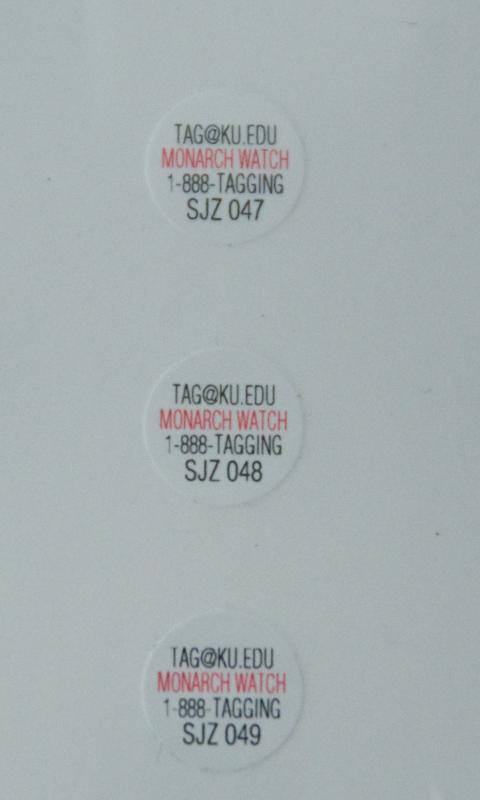 TAG@KU.EDU
MONARCH WATCH
1-888-TAGGING
SJZ 047
TAG@KU.EDU
MONARCH WATCH
1-888-TAGGING
SJZ 048
TAG@KU.EDU
MONARCH WATCH
1-888-TAGGING
SJZ 049